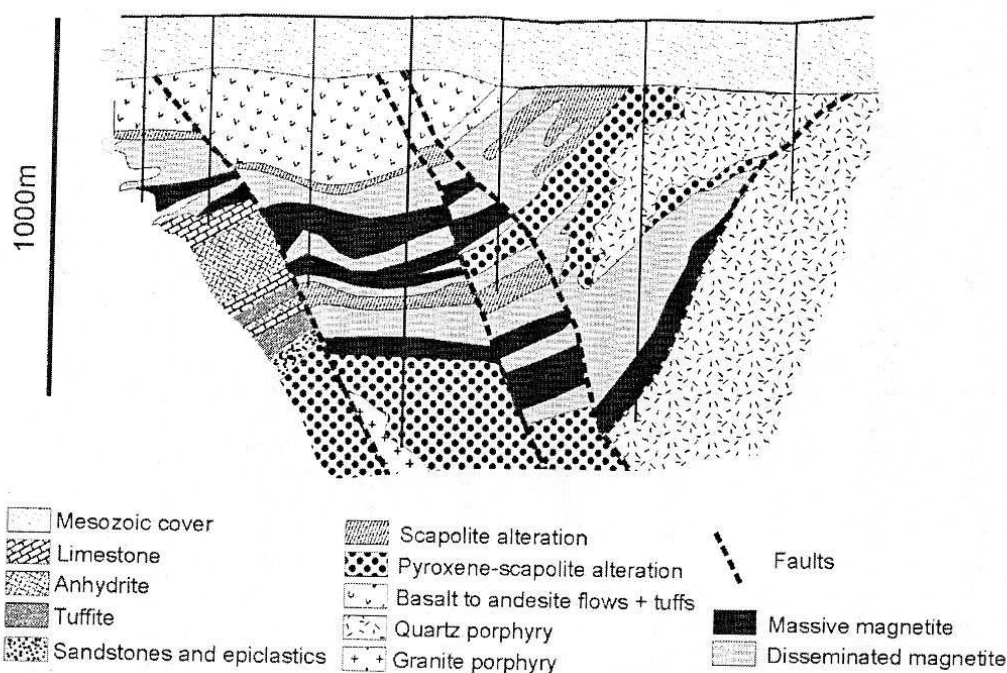 1000m
Mesozoic cover
Limestone
Anhydrite
Tuffite
Sandstones and epiclastics
Scapolite alteration
Pyroxene-scapolite alteration
Basalt to andesite flows + tuffs
Quartz porphyry
Granite porphyry
Faults
Massive magnetite
Disseminated magnetite